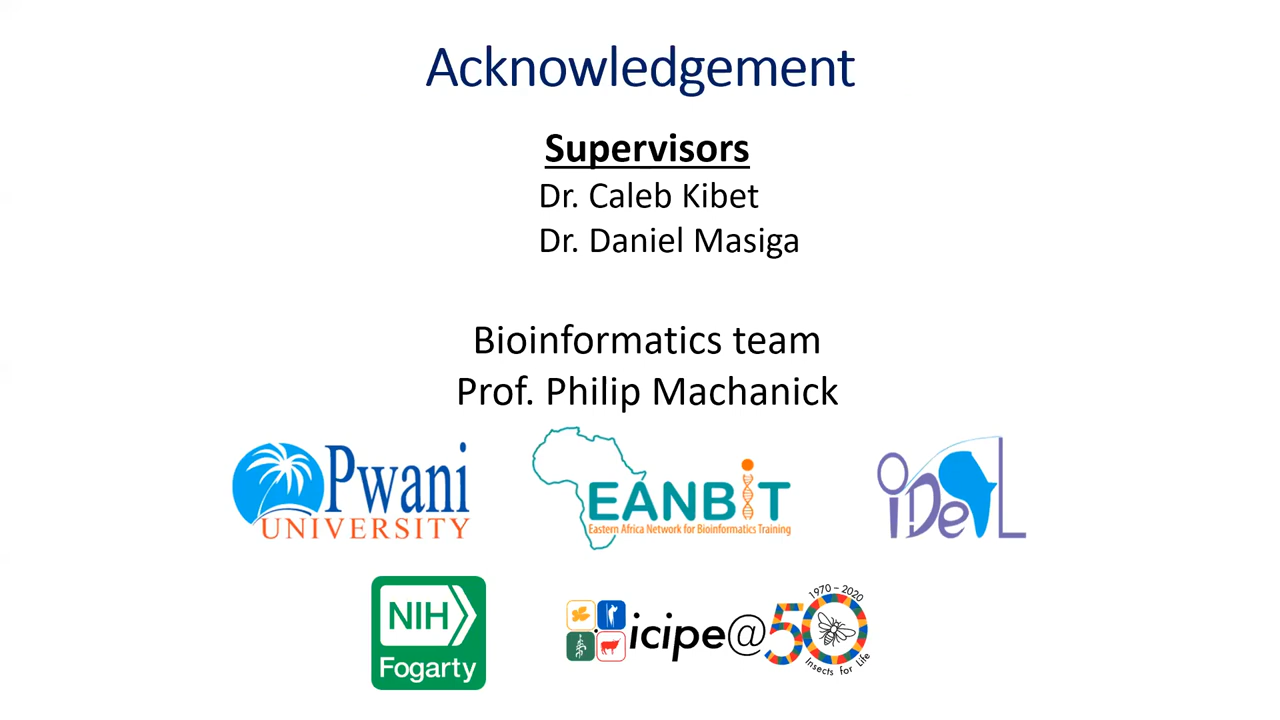 Acknowledgement
Supervisors
Dr. Caleb Kibet
Dr. Daniel Masiga
Bioinformatics team
Prof. Philip Machanick
Pwani
UNIVERSITY
EANBiT
Eastern Africa Network for Bioinformatics Training
iDeAL
NIH
Fogarty
icipe@50
1970 – 2020
Insects for Life